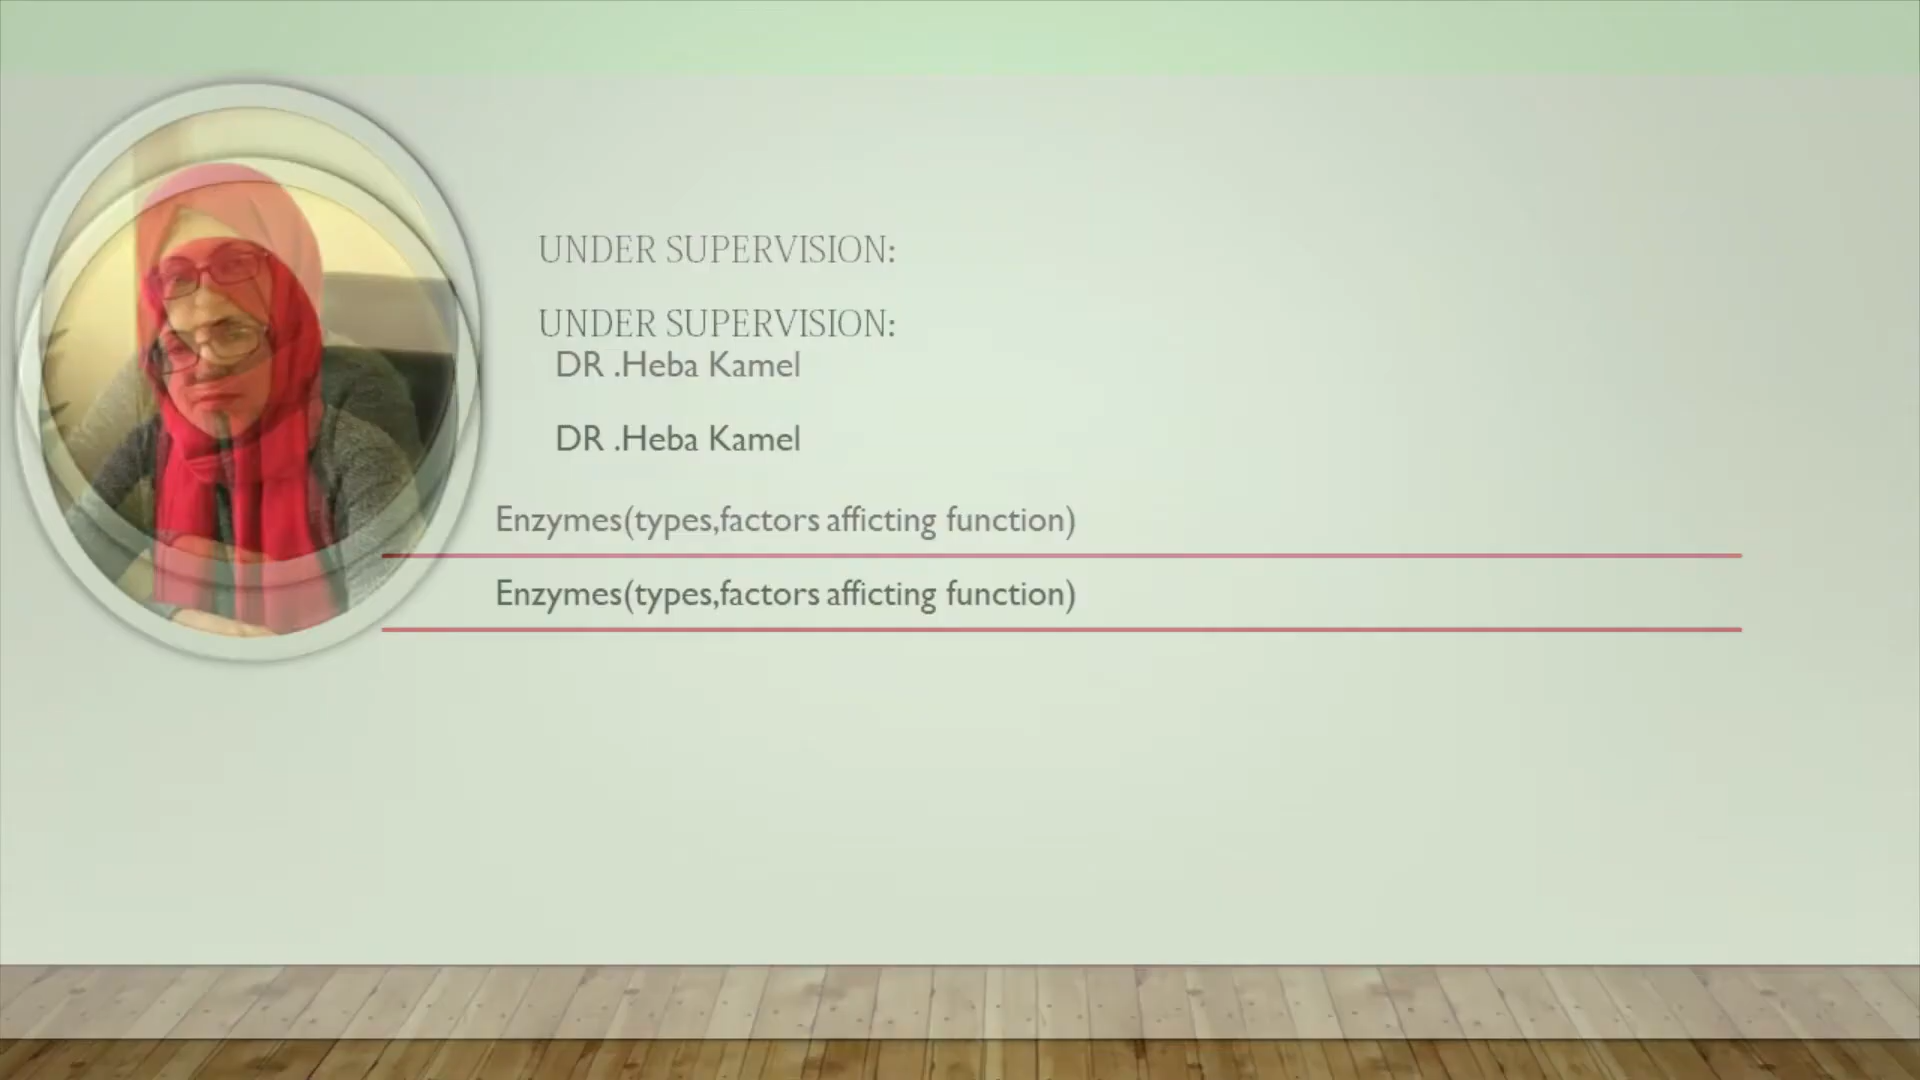 UNDER SUPERVISION:
UNDER SUPERVISION:
DR .Heba Kamel
DR .Heba Kamel
Enzymes(types,factors afficting function)
Enzymes(types,factors afficting function)